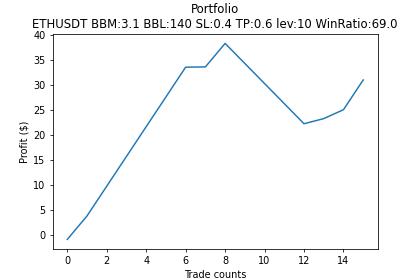 Portfolio
ETHUSDT BBM:3.1 BBL:140 SL:0.4 TP:0.6 lev:10 WinRatio:69.0
40
35
30
25
20
15
10
5
0
Profit ($)
0 2 4 6 8 10 12 14
Trade counts